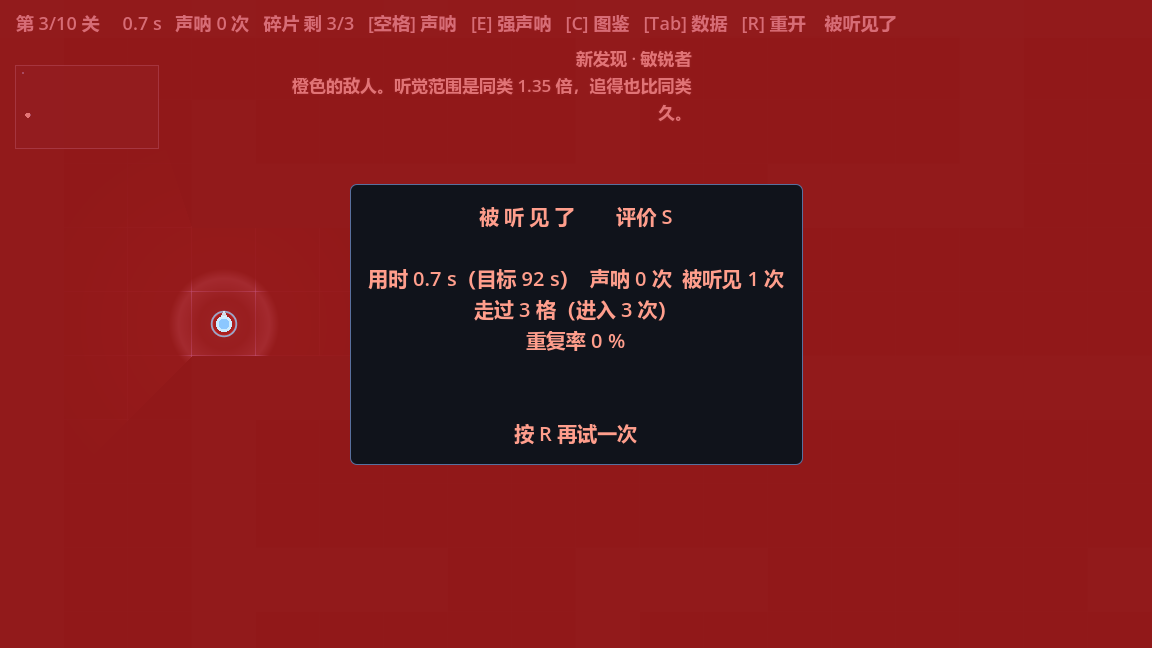 第 3/10 关 0.7 s 声呐 0 次 碎片 剩 3/3 [空格] 声呐 [E] 强声呐 [C] 图鉴 [Tab] 数据 [R] 重开 被听见了
新发现 · 敏锐者
橙色的敌人。听觉范围是同类 1.35 倍，追得也比同类
久。
被 听 见 了 评价 S
用时 0.7 s（目标 92 s） 声呐 0 次 被听见 1 次
走过 3 格（进入 3 次）
重复率 0 %
按 R 再试一次